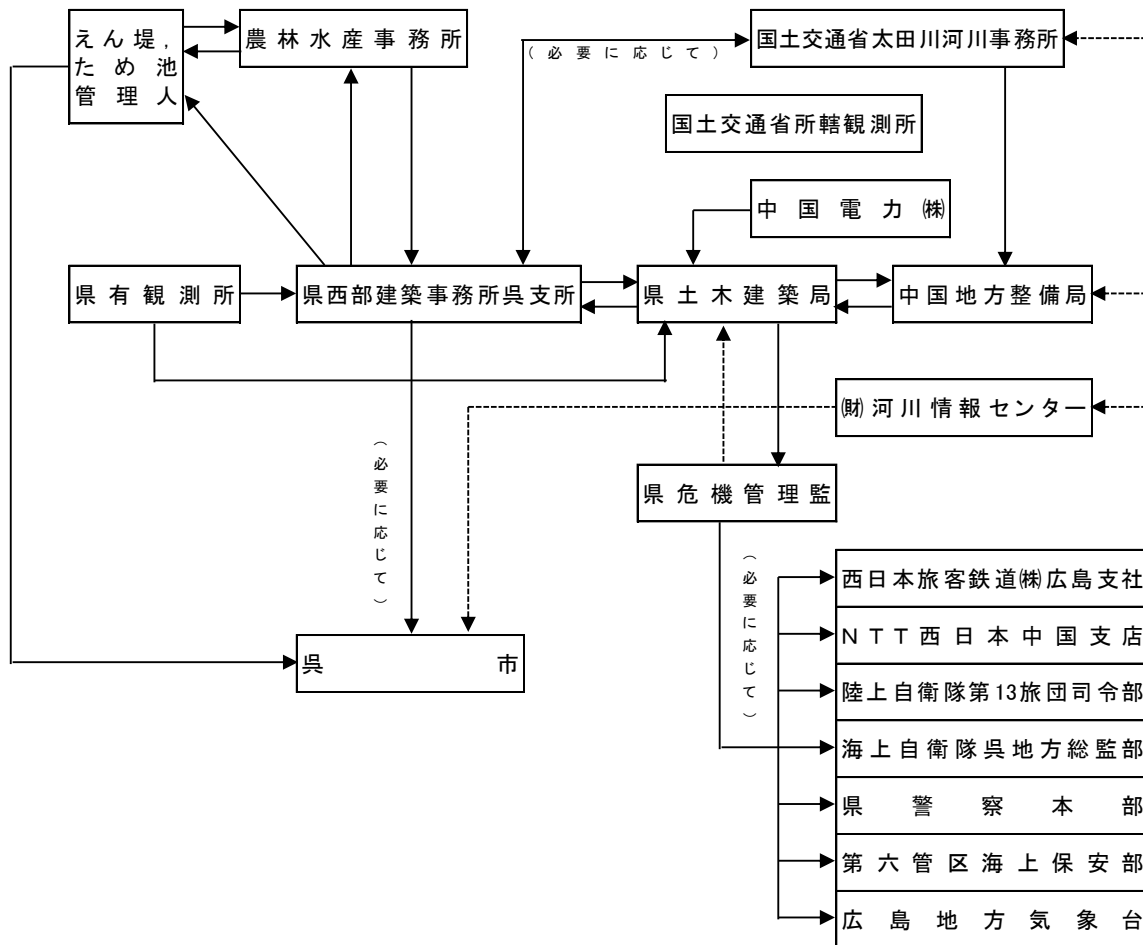 えん堤,
ため池
管理人
農林水産事務所
(必要に応じて)
国土交通省太田川河川事務所
国土交通省所轄観測所
中国電力㈱
県有観測所
県西部建築事務所呉支所
県土木建築局
中国地方整備局
㈶河川情報センター
(必要に応じて)
県危機管理監
(必要に応じて)
呉市
西日本旅客鉄道㈱広島支社
NTT西日本中国支店
陸上自衛隊第13旅団司令部
海上自衛隊呉地方総監部
県警察本部
第六管区海上保安部
広島地方気象台